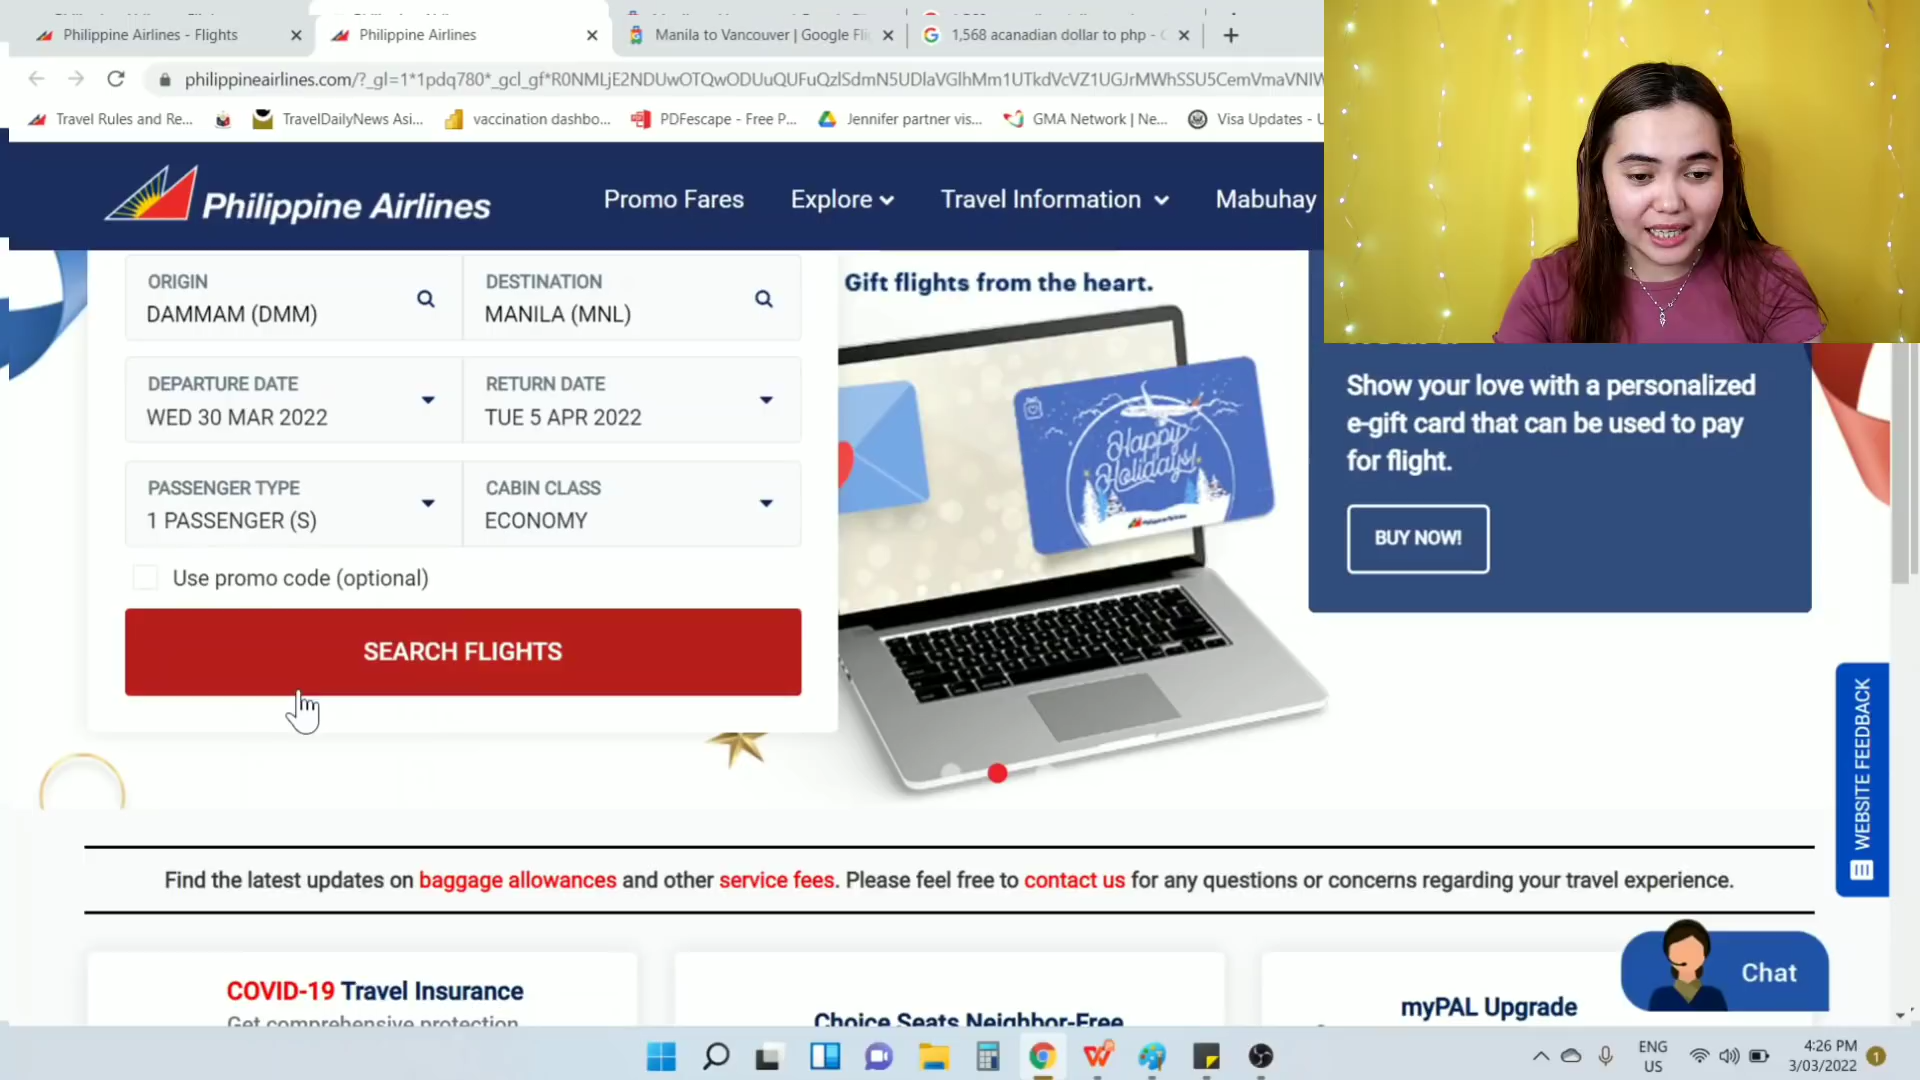 Philippine Airlines - Flights
Philippine Airlines
Manila to Vancouver | Google Fli
1,568 acanadian dollar to php -
philippineairlines.com/?_gl=1*1pdq780*_gcl_gf*R0NMLjE2NDUwOTQwODUuQUFuQzlSdmN5UDlaVGlhMm1UTkdVcVZ1UGJrMWhSSU5CemVmaVNIW
Travel Rules and Re...
TravelDailyNews Asi...
vaccination dashbo...
PDFescape - Free P...
Jennifer partner vis...
GMA Network | Ne...
Visa Updates - U
Philippine Airlines
Promo Fares
Explore
Travel Information
Mabuhay
ORIGIN
DAMMAM (DMM)
DESTINATION
MANILA (MNL)
DEPARTURE DATE
WED 30 MAR 2022
RETURN DATE
TUE 5 APR 2022
PASSENGER TYPE
1 PASSENGER (S)
CABIN CLASS
ECONOMY
Use promo code (optional)
SEARCH FLIGHTS
Gift flights from the heart.
Happy
Holidays!
Philippine Airlines
Show your love with a personalized
e-gift card that can be used to pay
for flight.
BUY NOW!
WEBSITE FEEDBACK
Find the latest updates on baggage allowances and other service fees. Please feel free to contact us for any questions or concerns regarding your travel experience.
COVID-19 Travel Insurance
Get comprehensive protection
Choice Seats Neighbor-Free
myPAL Upgrade
Chat
ENG
US
4:26 PM
3/03/2022
1